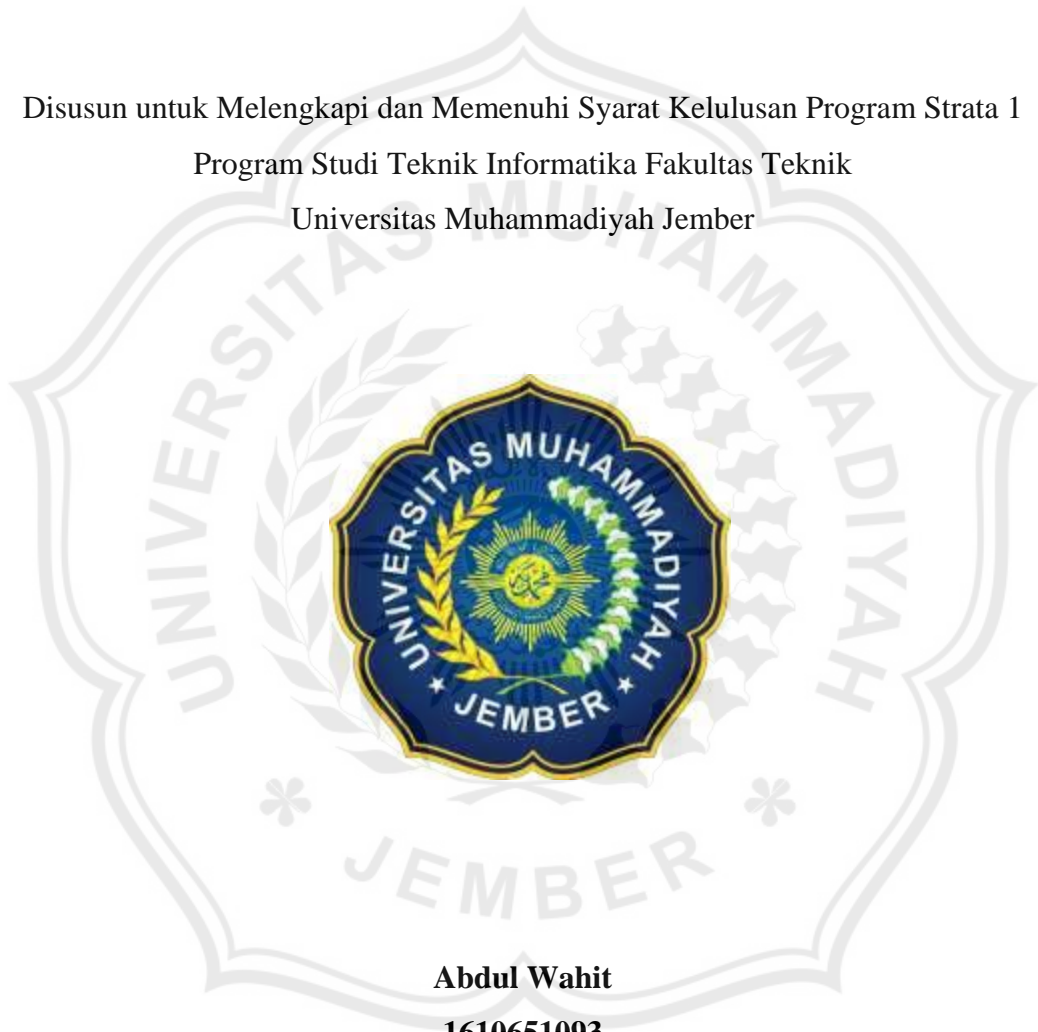 Disusun untuk Melengkapi dan Memenuhi Syarat Kelulusan Program Strata 1
Program Studi Teknik Informatika Fakultas Teknik
Universitas Muhammadiyah Jember
UNIVERSITAS MUHAMMADIYAH
JEMBER
UNIVERSITAS MUHAMMADIYAH
JEMBER
Abdul Wahit
1610651093